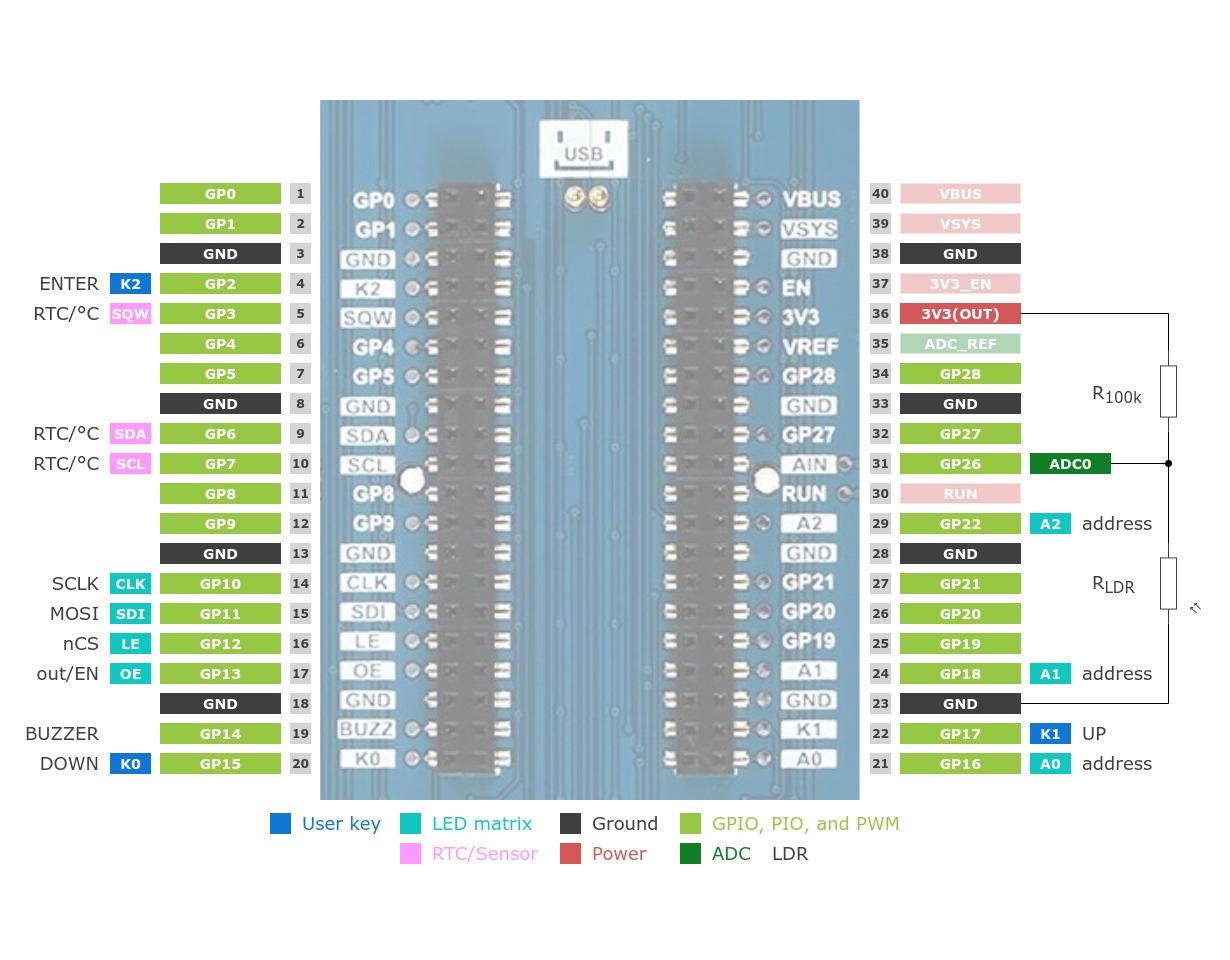 USB
GP0 1 GP0 VBUS 40 VBUS
GP1 2 GP1 VSYS 39 VSYS
GND 3 GND GND 38 GND
ENTER K2 GP2 4 K2 EN 37 3V3_EN
RTC/°C SQW GP3 5 SQW 3V3 36 3V3(OUT)
GP4 6 GP4 VREF 35 ADC_REF
GP5 7 GP5 GP28 34 GP28
R100k
GND 8 GND GND 33 GND
RTC/°C SDA GP6 9 SDA GP27 32 GP27
RTC/°C SCL GP7 10 SCL AIN 31 GP26 ADC0
GP8 11 GP8 RUN 30 RUN
GP9 12 GP9 A2 29 GP22 A2 address
GND 13 GND GND 28 GND
SCLK CLK GP10 14 CLK GP21 27 GP21
RLDR
MOSI SDI GP11 15 SDI GP20 26 GP20
nCS LE GP12 16 LE GP19 25 GP19
out/EN OE GP13 17 OE A1 24 GP18 A1 address
GND 18 GND GND 23 GND
BUZZER GP14 19 BUZZ K1 22 GP17 K1 UP
DOWN K0 GP15 20 K0 A0 21 GP16 A0 address
User key LED matrix Ground GPIO, PIO, and PWM
RTC/Sensor Power ADC LDR